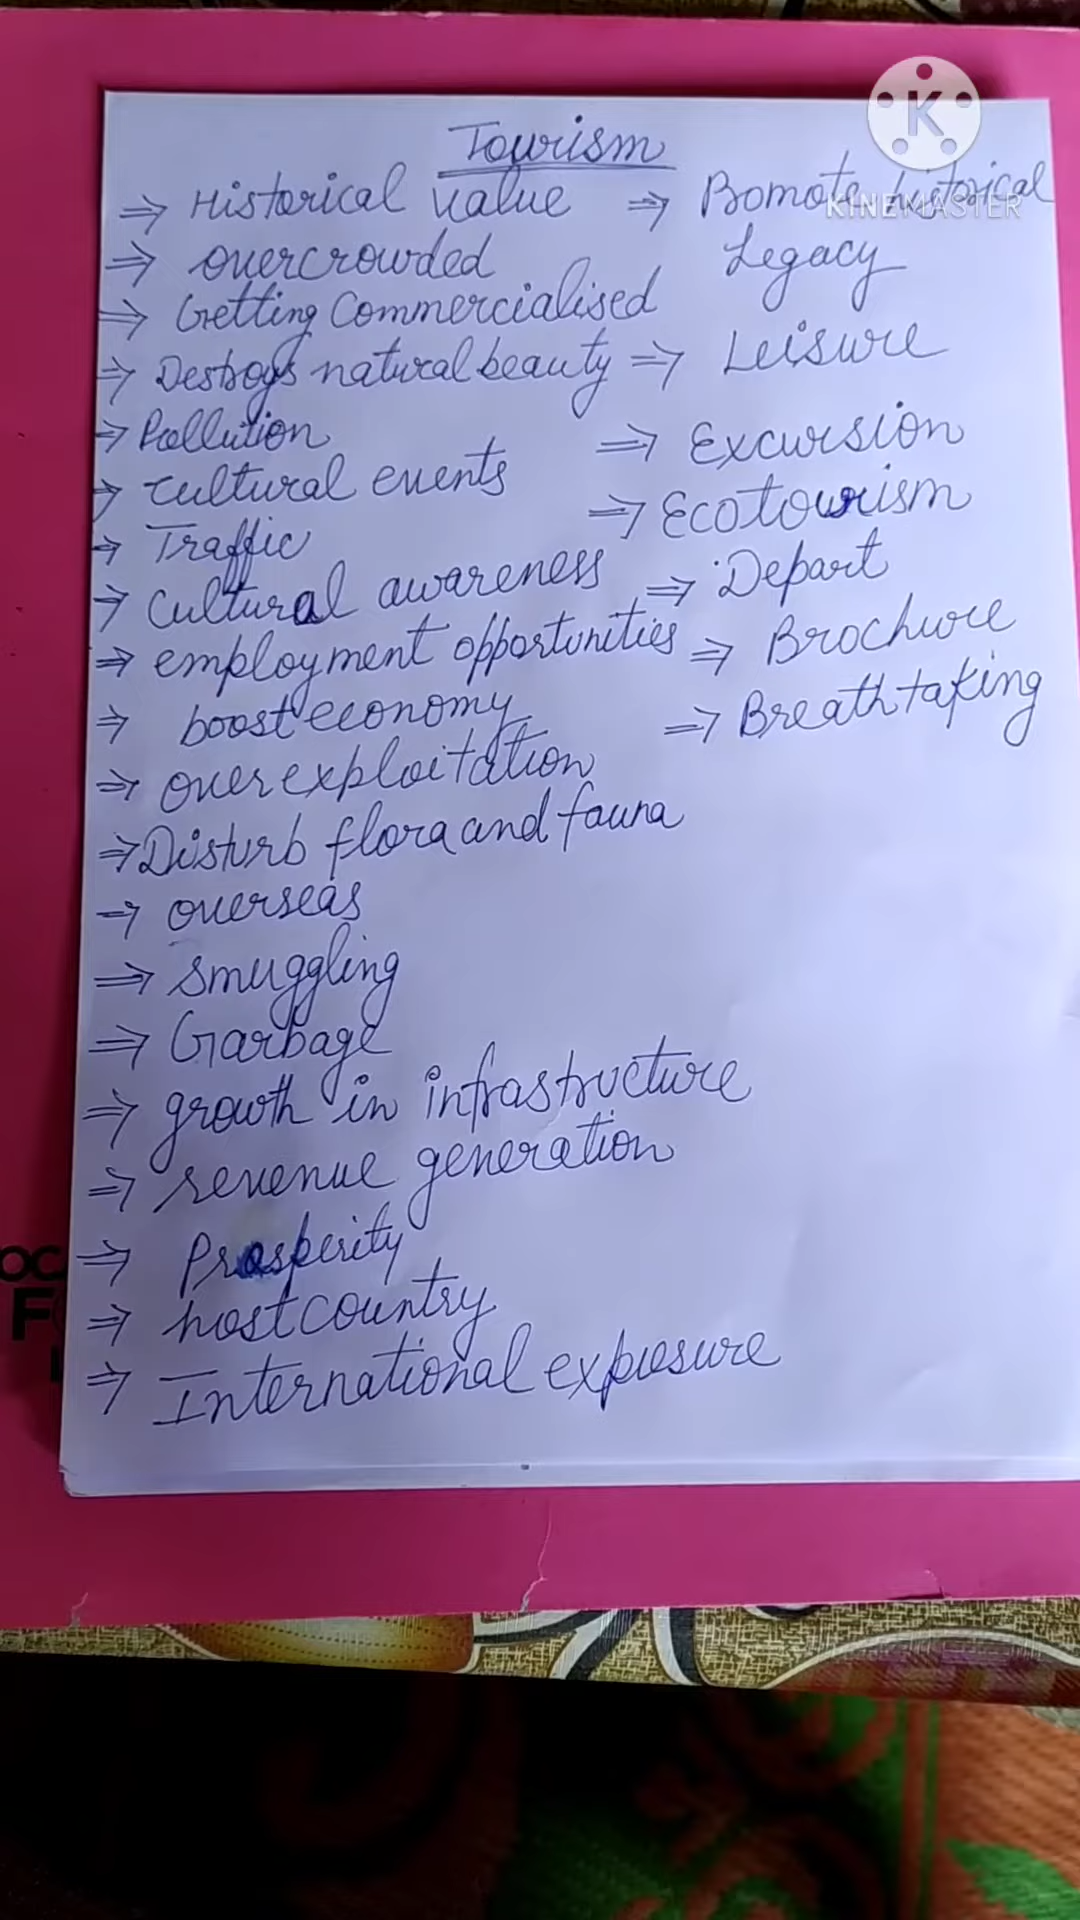 Tourism
⇒ Historical value
⇒ overcrowded
⇒ Getting Commercialised
⇒ Destroys natural beauty
⇒ Pollution
⇒ cultural events
⇒ Traffic
⇒ Cultural awareness
⇒ employment opportunities
⇒ boost economy
⇒ over exploitation
⇒ Disturb flora and fauna
⇒ overseas
⇒ smuggling
⇒ Garbage
⇒ growth in infrastructure
⇒ revenue generation
⇒ Prosperity
⇒ host country
⇒ International exposure
⇒ Promote historical
Legacy
⇒ Leisure
⇒ Excursion
⇒ Ecotourism
⇒ Depart
⇒ Brochure
⇒ Breathtaking
K
KINEMASTER